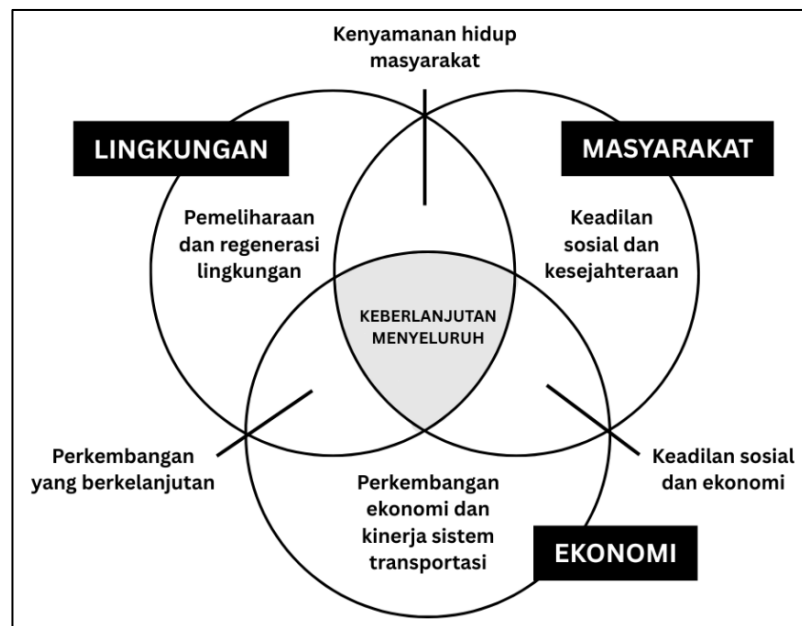 Kenyamanan hidup
masyarakat
LINGKUNGAN
MASYARAKAT
Pemeliharaan
dan regenerasi
lingkungan
Keadilan
sosial dan
kesejahteraan
KEBERLANJUTAN
MENYELURUH
Perkembangan
yang berkelanjutan
Keadilan sosial
dan ekonomi
Perkembangan
ekonomi dan
kinerja sistem
transportasi
EKONOMI